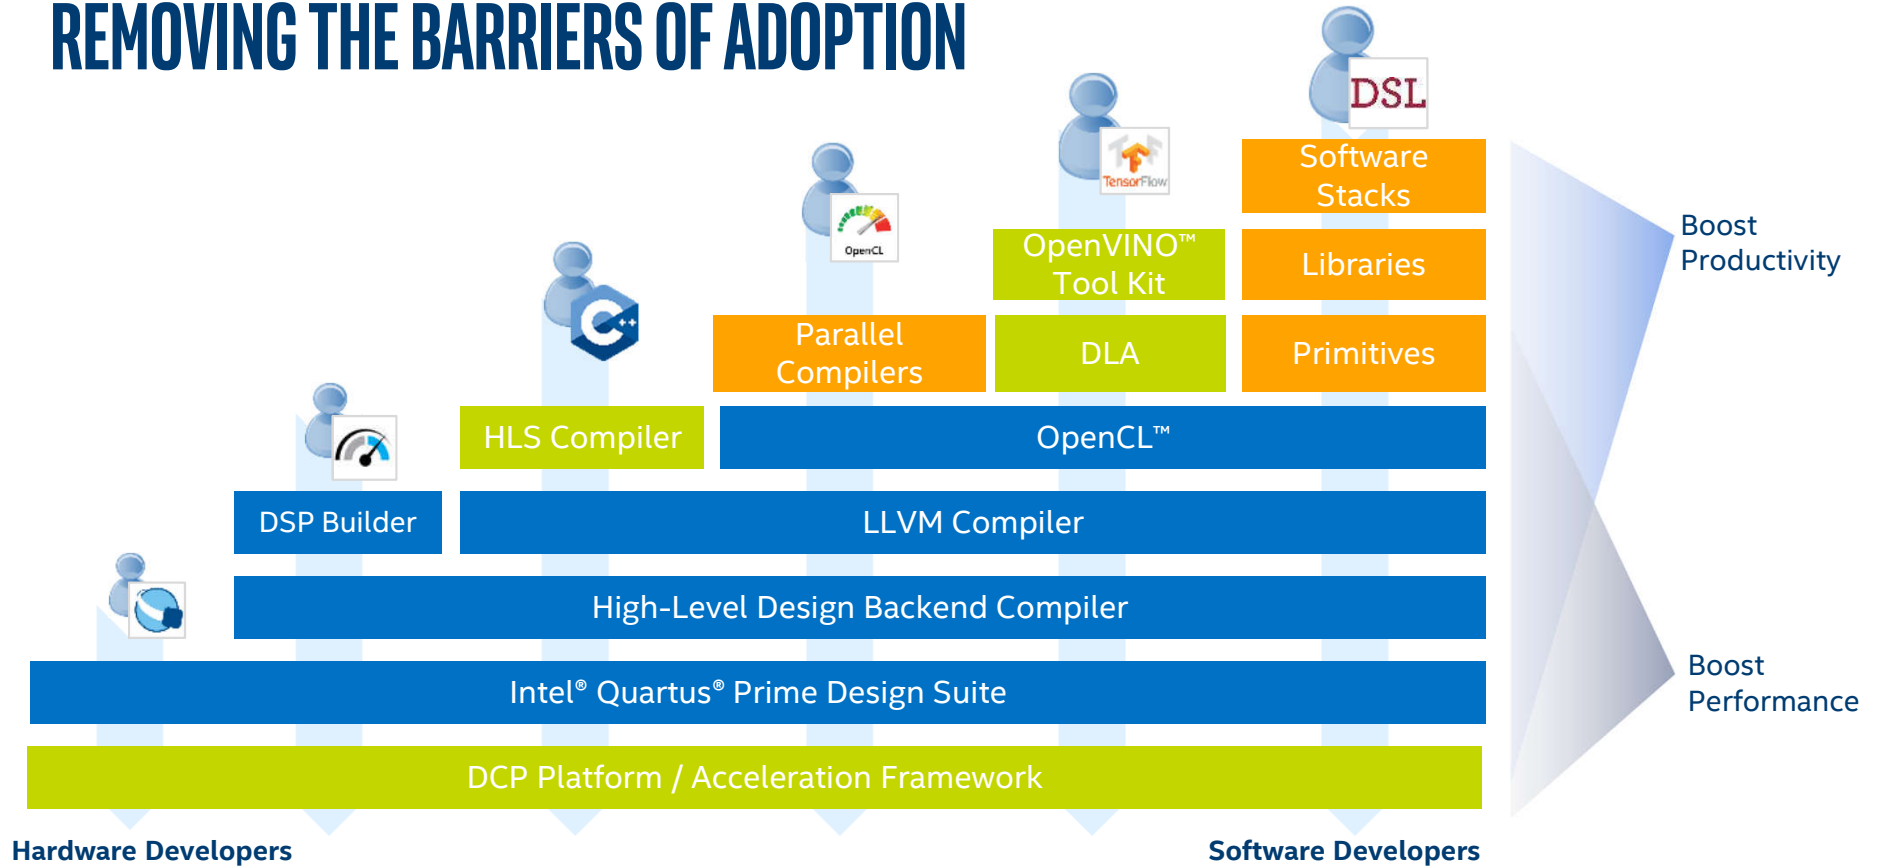 REMOVING THE BARRIERS OF ADOPTION
DSL
Software
Stacks
TensorFlow
OpenCL
OpenVINO™
Tool Kit
Libraries
Boost
Productivity
C++
Parallel
Compilers
DLA
Primitives
HLS Compiler
OpenCL™
DSP Builder
LLVM Compiler
High-Level Design Backend Compiler
Intel® Quartus® Prime Design Suite
Boost
Performance
DCP Platform / Acceleration Framework
Hardware Developers
Software Developers